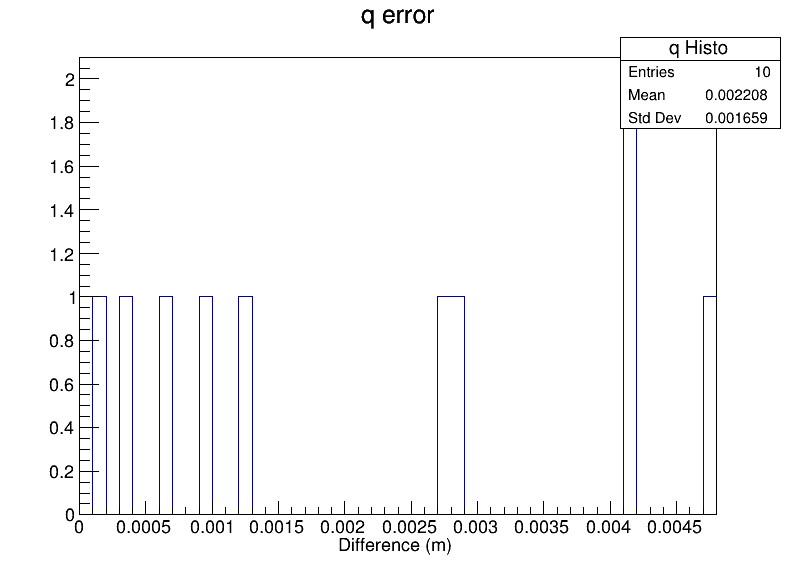 q error
q Histo
Entries 10
Mean 0.002208
Std Dev 0.001659
2
1.8
1.6
1.4
1.2
1
0.8
0.6
0.4
0.2
0
0 0.0005 0.001 0.0015 0.002 0.0025 0.003 0.0035 0.004 0.0045
Difference (m)